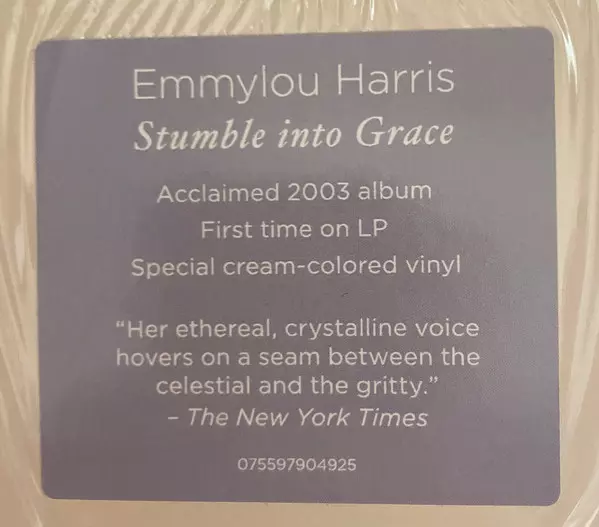 Emmylou Harris
Stumble into Grace
Acclaimed 2003 album
First time on LP
Special cream-colored vinyl
“Her ethereal, crystalline voice
hovers on a seam between the
celestial and the gritty.”
– The New York Times
075597904925